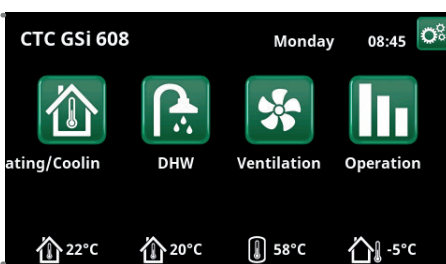 CTC GSi 608
Monday 08:45
ating/Coolin
DHW
Ventilation
Operation
22°C
20°C
58°C
-5°C